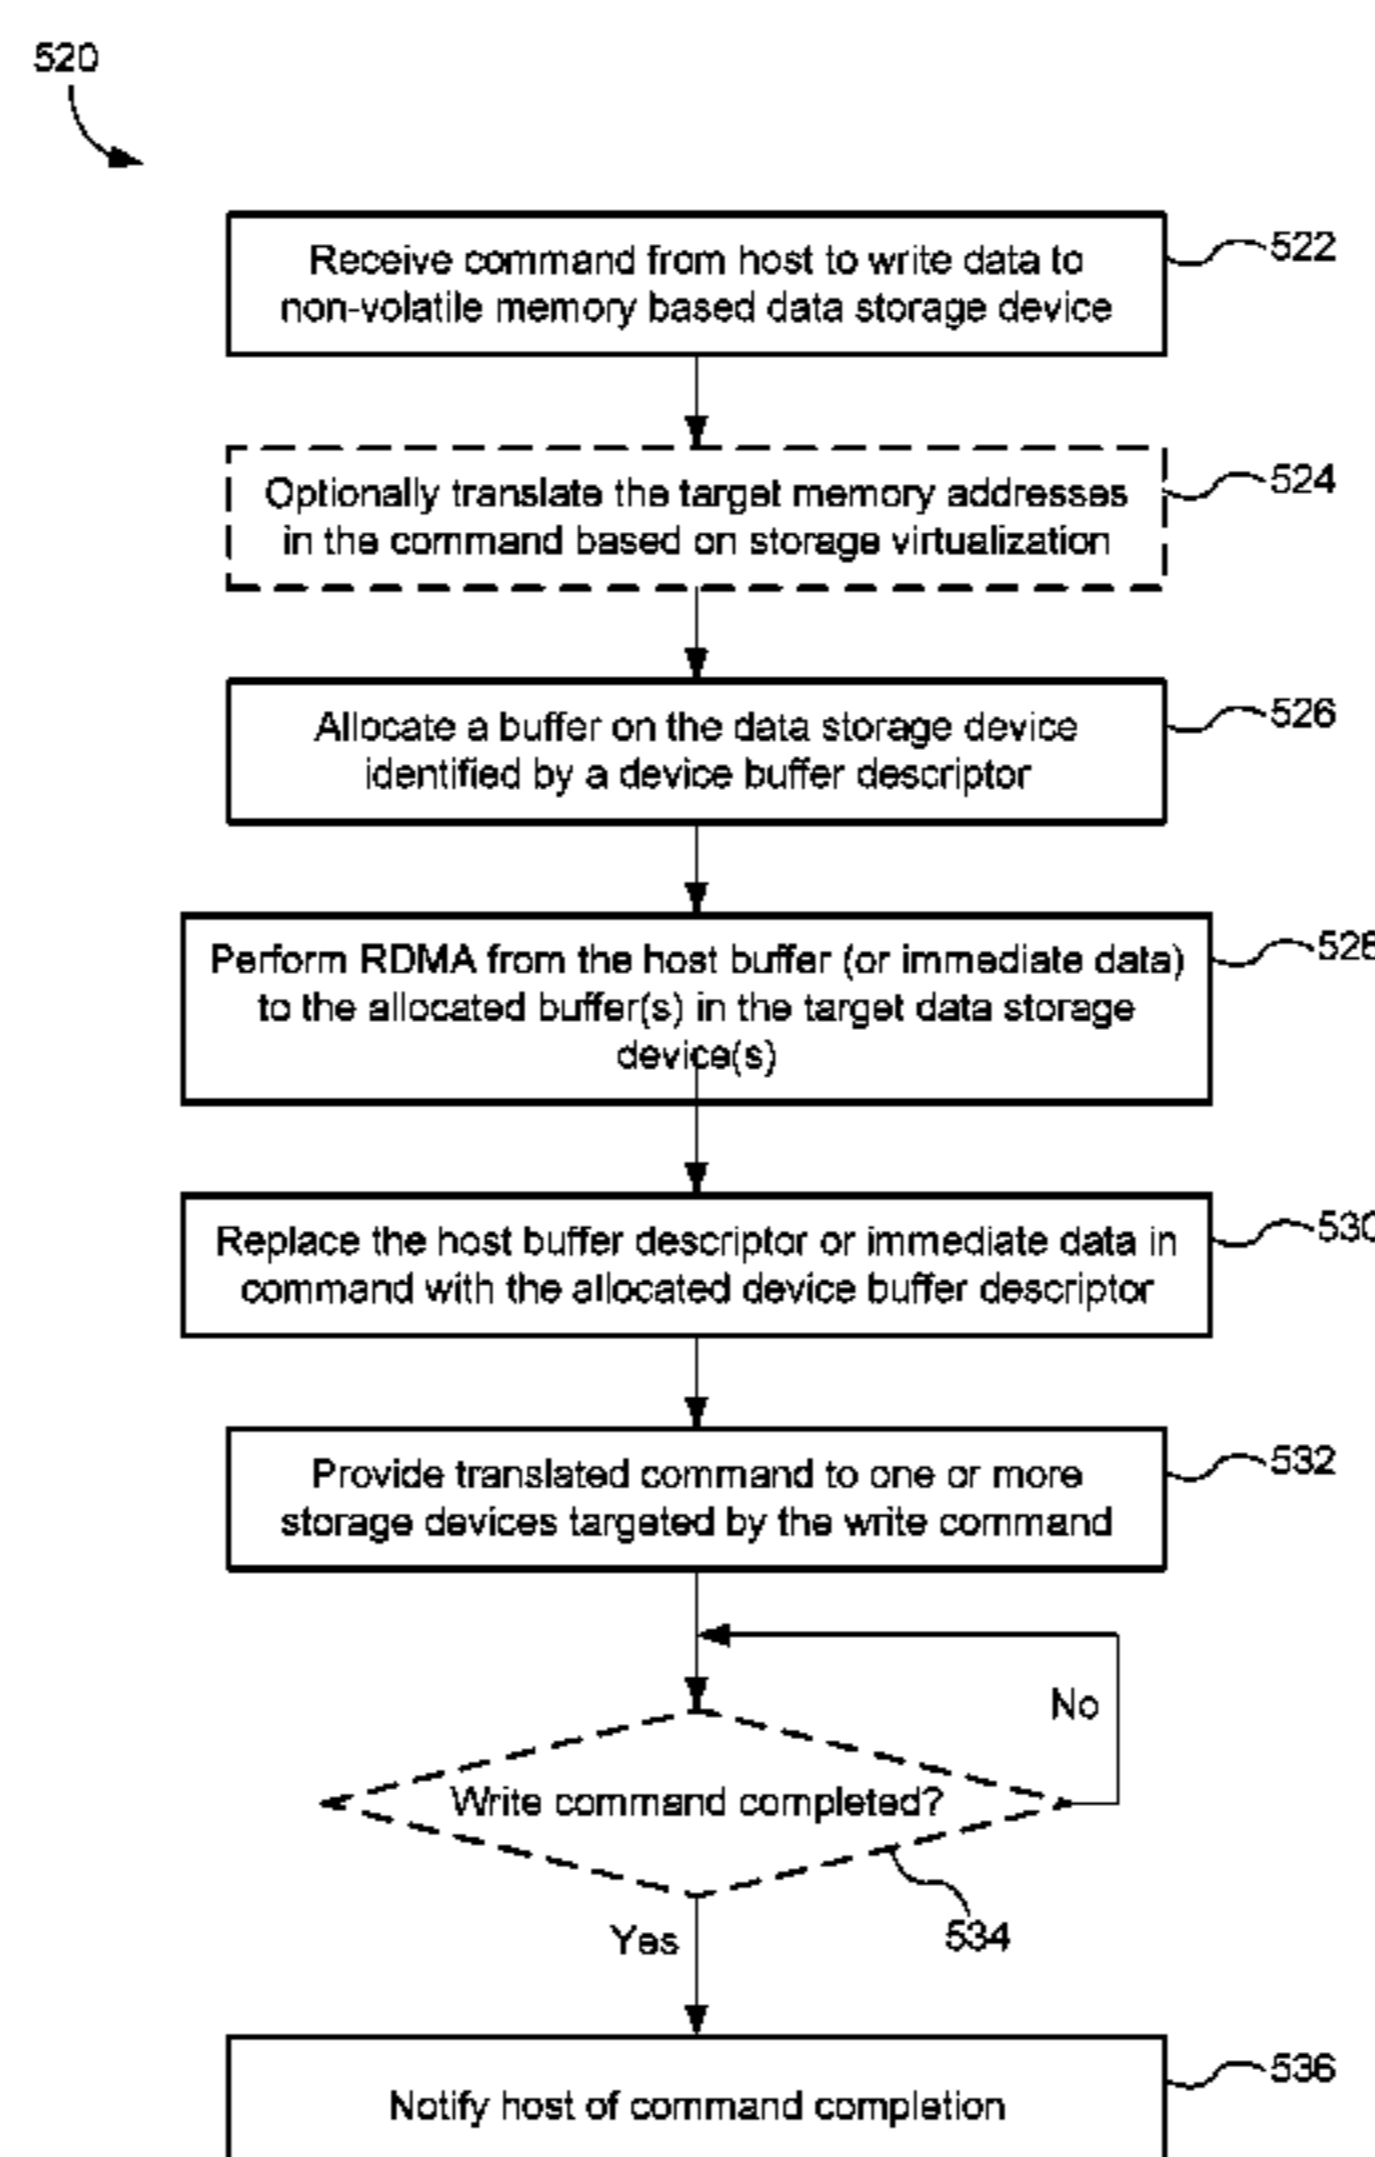 520
Receive command from host to write data to
non-volatile memory based data storage device
522
Optionally translate the target memory addresses
in the command based on storage virtualization
524
Allocate a buffer on the data storage device
identified by a device buffer descriptor
526
Perform RDMA from the host buffer (or immediate data)
to the allocated buffer(s) in the target data storage
device(s)
528
Replace the host buffer descriptor or immediate data in
command with the allocated device buffer descriptor
530
Provide translated command to one or more
storage devices targeted by the write command
532
No
Write command completed?
Yes
534
Notify host of command completion
536